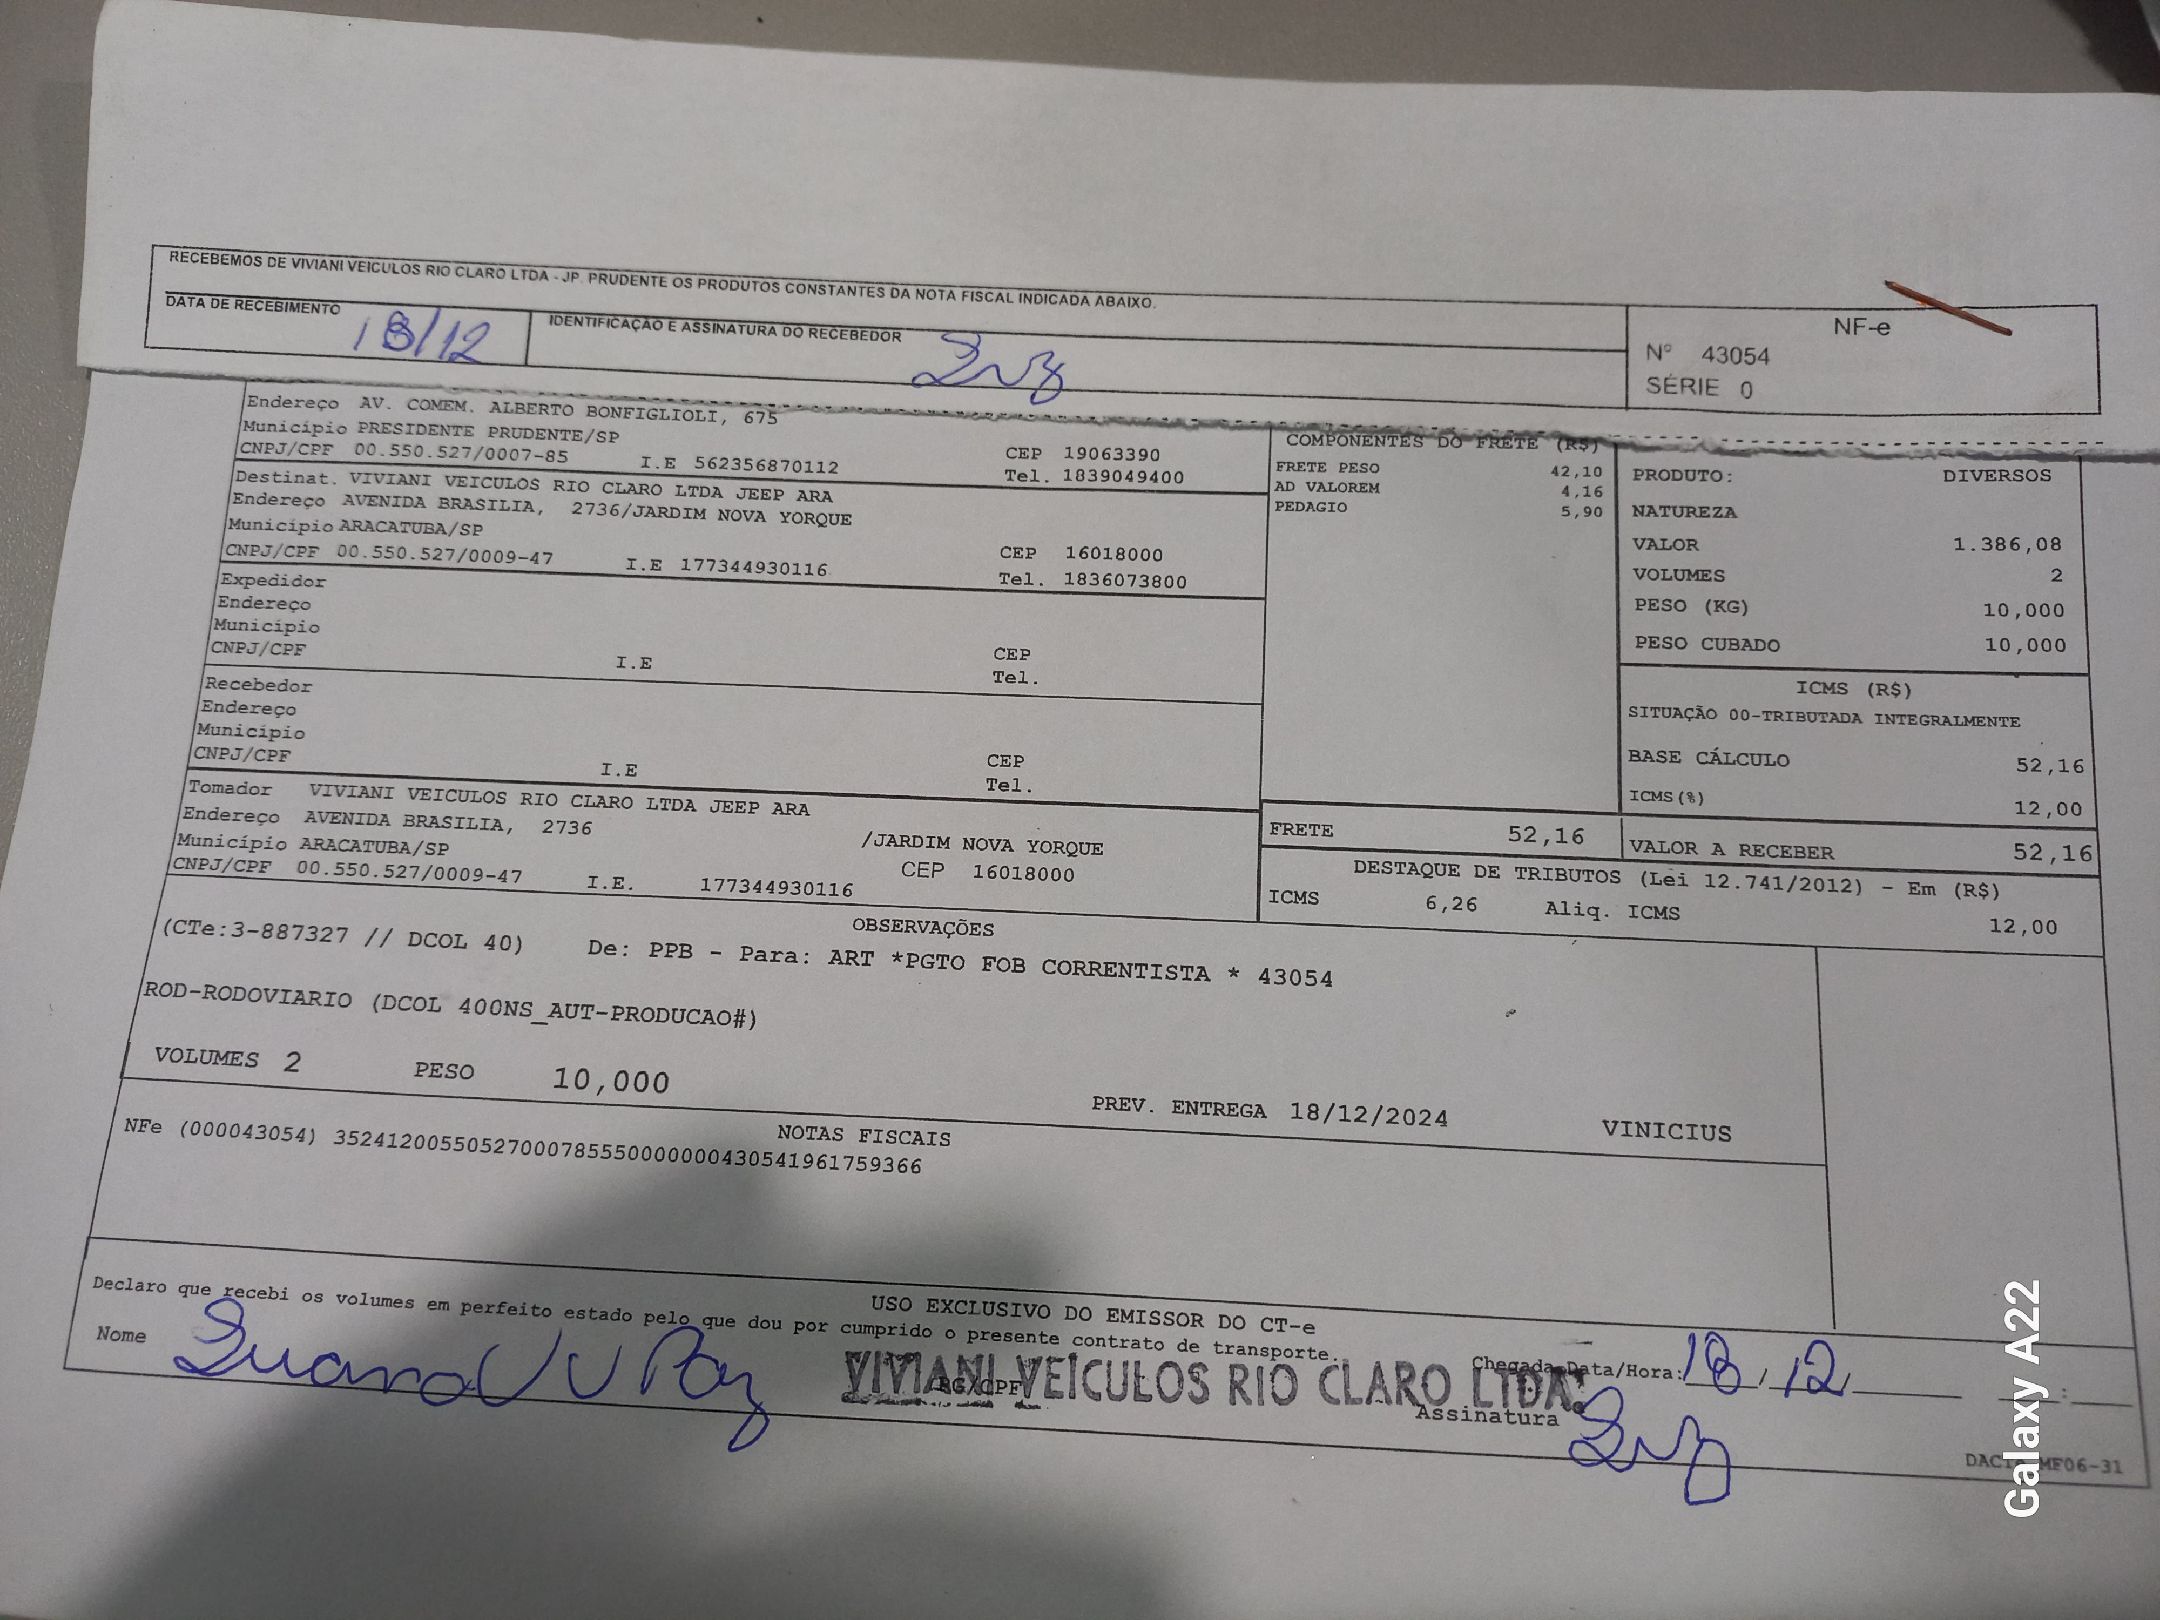 RECEBEMOS DE VIVIANI VEICULOS RIO CLARO LTDA - JP. PRUDENTE OS PRODUTOS CONSTANTES DA NOTA FISCAL INDICADA ABAIXO.
DATA DE RECEBIMENTO 18/12
IDENTIFICAÇÃO E ASSINATURA DO RECEBEDOR
NF-e
Nº 43054
SÉRIE 0
Endereço AV. COMEM. ALBERTO BONFIGLIOLI, 675
Município PRESIDENTE PRUDENTE/SP CEP 19063390
CNPJ/CPF 00.550.527/0007-85 I.E 562356870112 Tel. 1839049400
Destinat. VIVIANI VEICULOS RIO CLARO LTDA JEEP ARA
Endereço AVENIDA BRASILIA, 2736/JARDIM NOVA YORQUE
Município ARACATUBA/SP CEP 16018000
CNPJ/CPF 00.550.527/0009-47 I.E 177344930116 Tel. 1836073800
Expedidor
Endereço
Município CEP
CNPJ/CPF I.E Tel.
Recebedor
Endereço
Município CEP
CNPJ/CPF I.E Tel.
Tomador VIVIANI VEICULOS RIO CLARO LTDA JEEP ARA
Endereço AVENIDA BRASILIA, 2736 /JARDIM NOVA YORQUE
Município ARACATUBA/SP CEP 16018000
CNPJ/CPF 00.550.527/0009-47 I.E. 177344930116
COMPONENTES DO FRETE (R$)
FRETE PESO 42,10
AD VALOREM 4,16
PEDAGIO 5,90
PRODUTO: DIVERSOS
NATUREZA
VALOR 1.386,08
VOLUMES 2
PESO (KG) 10,000
PESO CUBADO 10,000
ICMS (R$)
SITUAÇÃO 00-TRIBUTADA INTEGRALMENTE
BASE CÁLCULO 52,16
ICMS(%) 12,00
FRETE 52,16 VALOR A RECEBER 52,16
DESTAQUE DE TRIBUTOS (Lei 12.741/2012) - Em (R$)
ICMS 6,26 Aliq. ICMS 12,00
OBSERVAÇÕES
(CTe:3-887327 // DCOL 40) De: PPB - Para: ART *PGTO FOB CORRENTISTA * 43054
ROD-RODOVIARIO (DCOL 400NS_AUT-PRODUCAO#)
VOLUMES 2 PESO 10,000 PREV. ENTREGA 18/12/2024 VINICIUS
NOTAS FISCAIS
NFe (000043054) 35241200550527000785550000000430541961759366
USO EXCLUSIVO DO EMISSOR DO CT-e
Declaro que recebi os volumes em perfeito estado pelo que dou por cumprido o presente contrato de transporte.
Nome RG/CPF Chegada Data/Hora: 18, 12
VIVIANI VEÍCULOS RIO CLARO LTDA.
Assinatura
MF06-31
Galaxy A22